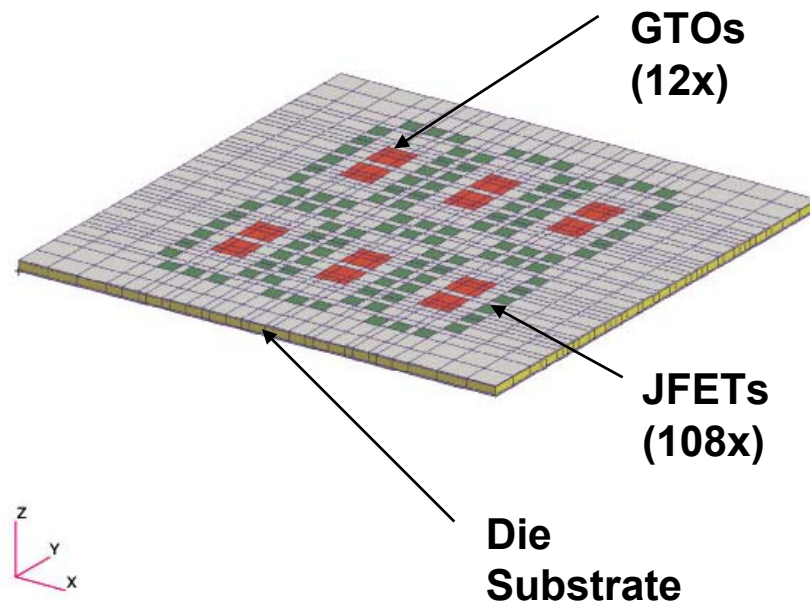 GTOs
(12x)
JFETs
(108x)
Die
Substrate
Z
Y
X